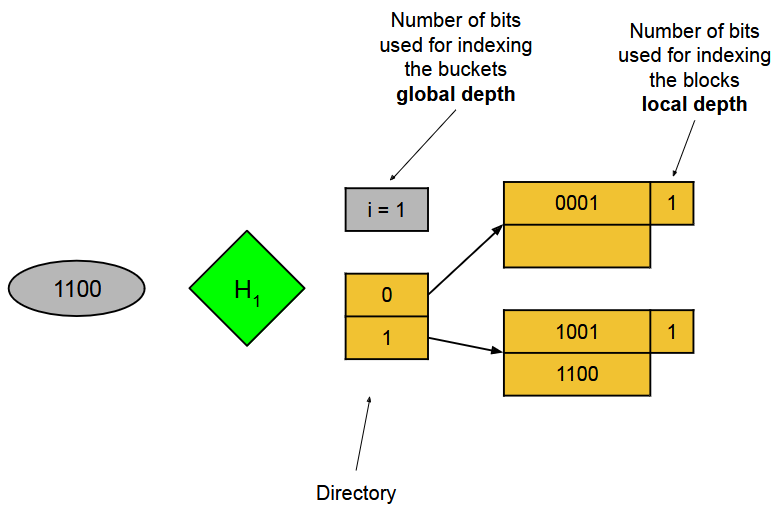 Number of bits
used for indexing
the buckets
global depth
Number of bits
used for indexing
the blocks
local depth
i = 1
0001
1
1100
H1
0
1
1001
1
1100
Directory